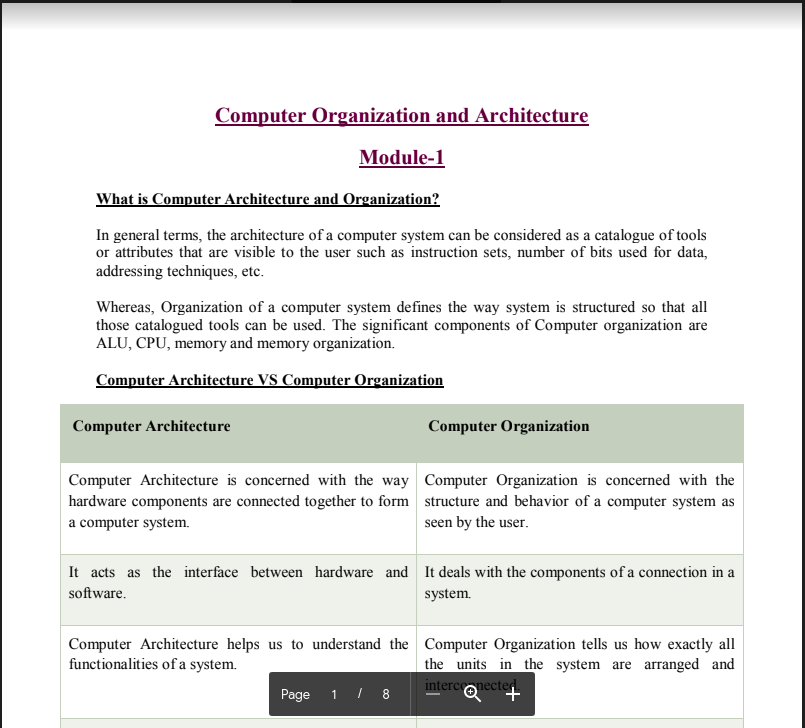 Computer Organization and Architecture
Module-1
What is Computer Architecture and Organization?
In general terms, the architecture of a computer system can be considered as a catalogue of tools
or attributes that are visible to the user such as instruction sets, number of bits used for data,
addressing techniques, etc.
Whereas, Organization of a computer system defines the way system is structured so that all
those catalogued tools can be used. The significant components of Computer organization are
ALU, CPU, memory and memory organization.
Computer Architecture VS Computer Organization
Computer Architecture
Computer Organization
Computer Architecture is concerned with the way
hardware components are connected together to form
a computer system.
Computer Organization is concerned with the
structure and behavior of a computer system as
seen by the user.
It acts as the interface between hardware and
software.
It deals with the components of a connection in a
system.
Computer Architecture helps us to understand the
functionalities of a system.
Computer Organization tells us how exactly all
the units in the system are arranged and
interconnected.
Page 1 / 8